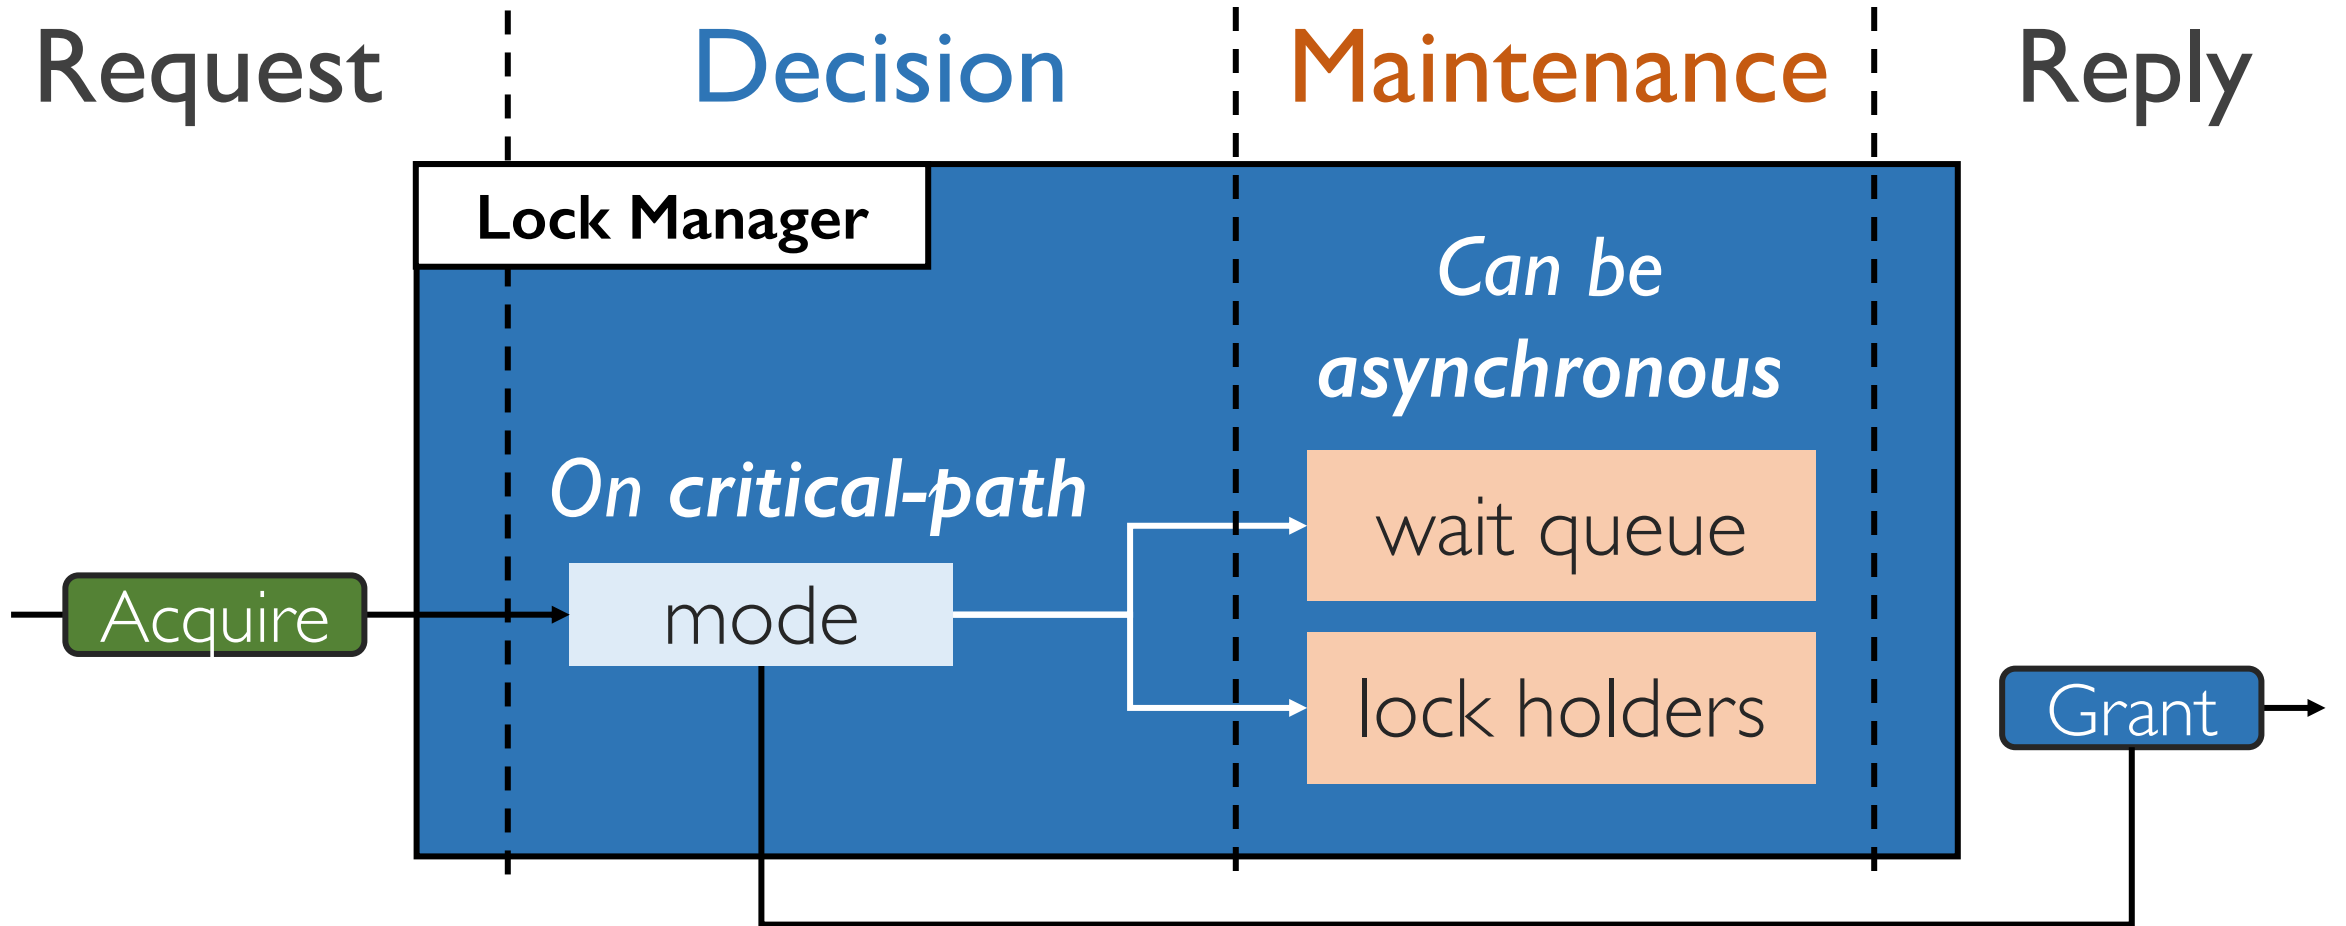 Request
Decision
Maintenance
Reply
Lock Manager
Can be
asynchronous
On critical-path
wait queue
Acquire
mode
lock holders
Grant